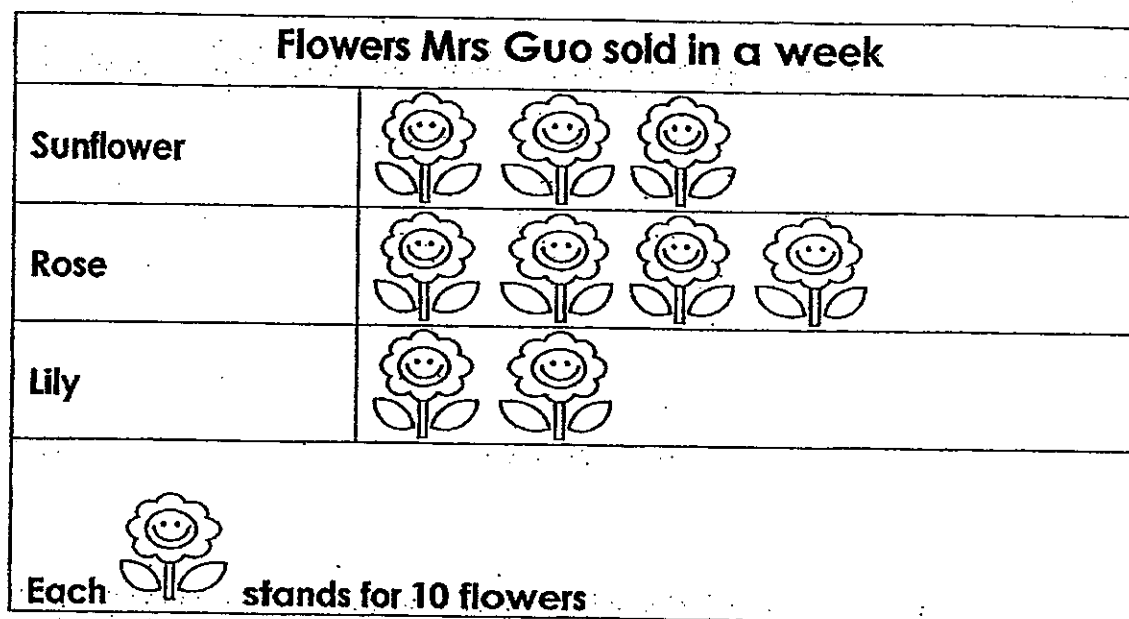 Flowers Mrs Guo sold in a week
Sunflower
Rose
Lily
Each stands for 10 flowers